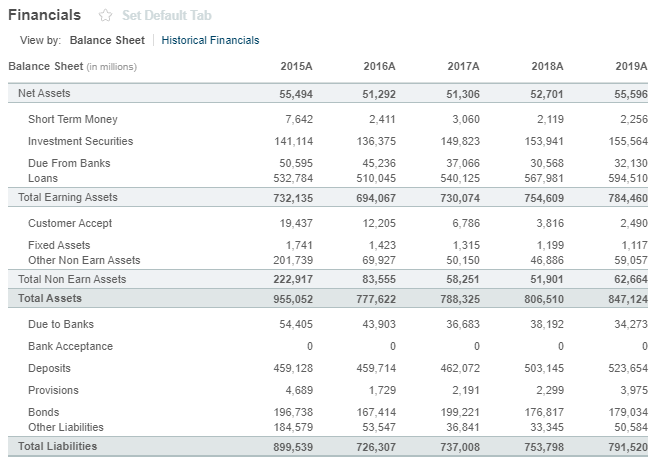 Financials ☆ Set Default Tab
View by: Balance Sheet | Historical Financials
Balance Sheet (in millions) 2015A 2016A 2017A 2018A 2019A
Net Assets 55,494 51,292 51,306 52,701 55,596
Short Term Money 7,642 2,411 3,060 2,119 2,256
Investment Securities 141,114 136,375 149,823 153,941 155,564
Due From Banks 50,595 45,236 37,066 30,568 32,130
Loans 532,784 510,045 540,125 567,981 594,510
Total Earning Assets 732,135 694,067 730,074 754,609 784,460
Customer Accept 19,437 12,205 6,786 3,816 2,490
Fixed Assets 1,741 1,423 1,315 1,199 1,117
Other Non Earn Assets 201,739 69,927 50,150 46,886 59,057
Total Non Earn Assets 222,917 83,555 58,251 51,901 62,664
Total Assets 955,052 777,622 788,325 806,510 847,124
Due to Banks 54,405 43,903 36,683 38,192 34,273
Bank Acceptance 0 0 0 0 0
Deposits 459,128 459,714 462,072 503,145 523,654
Provisions 4,689 1,729 2,191 2,299 3,975
Bonds 196,738 167,414 199,221 176,817 179,034
Other Liabilities 184,579 53,547 36,841 33,345 50,584
Total Liabilities 899,539 726,307 737,008 753,798 791,520